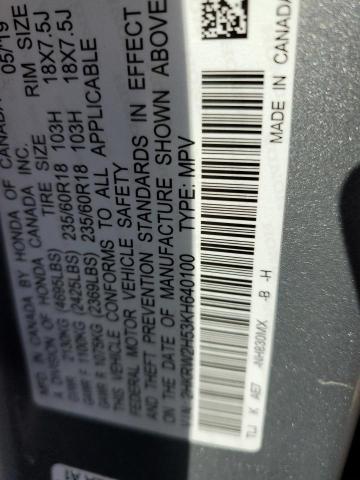 MFD. IN CANADA BY HONDA OF CANADA 05/19
A DIVISION OF HONDA CANADA INC.
TIRE SIZE RIM SIZE
GVWR 2130KG (4695LBS)
GAWR F 1100KG (2425LBS) 235/60R18 103H 18X7.5J
GAWR R 1075KG (2369LBS) 235/60R18 103H 18X7.5J
THIS VEHICLE CONFORMS TO ALL APPLICABLE
FEDERAL MOTOR VEHICLE SAFETY
THEFT PREVENTION STANDARDS IN EFFECT
ON THE DATE OF MANUFACTURE SHOWN ABOVE
V.I.N.: 2HKRW2H53KH640100 TYPE: MPV
TLJ K AE7 -NH830MX -B -H
MADE IN CANADA